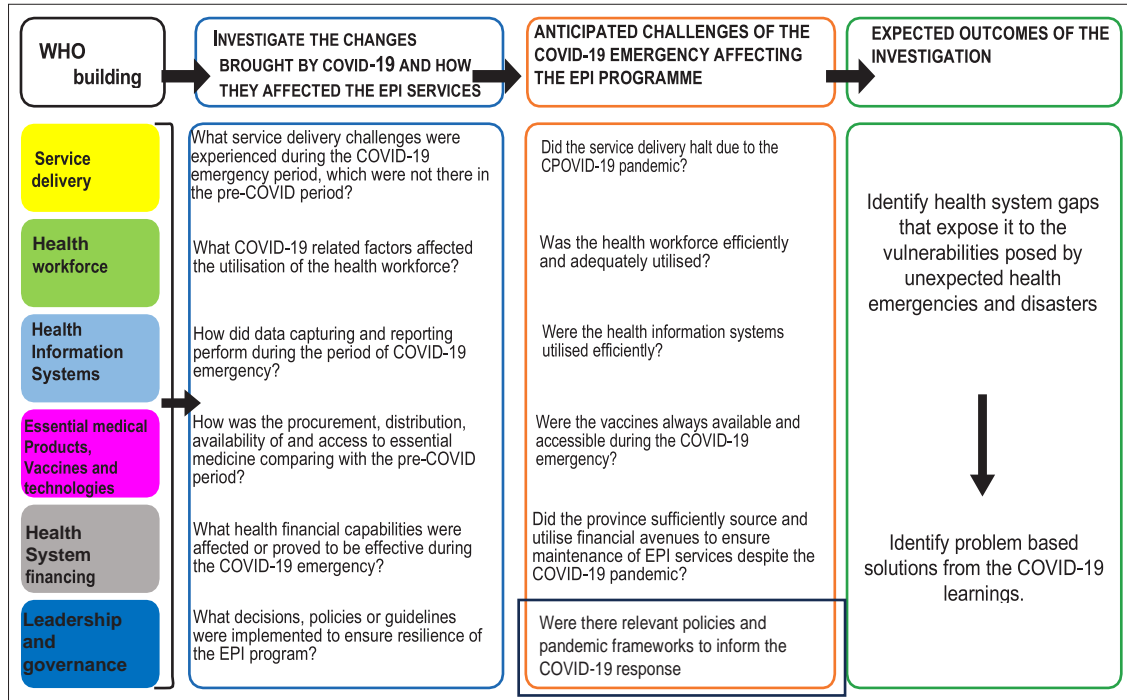 WHO
building
INVESTIGATE THE CHANGES
BROUGHT BY COVID-19 AND HOW
THEY AFFECTED THE EPI SERVICES
ANTICIPATED CHALLENGES OF THE
COVID-19 EMERGENCY AFFECTING
THE EPI PROGRAMME
EXPECTED OUTCOMES OF THE
INVESTIGATION
Service
delivery
What service delivery challenges were
experienced during the COVID-19
emergency period, which were not there in
the pre-COVID period?
Did the service delivery halt due to the
CPOVID-19 pandemic?
Health
workforce
What COVID-19 related factors affected
the utilisation of the health workforce?
Was the health workforce efficiently
and adequately utilised?
Health
Information
Systems
How did data capturing and reporting
perform during the period of COVID-19
emergency?
Were the health information systems
utilised efficiently?
Essential medical
Products,
Vaccines and
technologies
How was the procurement, distribution,
availability of and access to essential
medicine comparing with the pre-COVID
period?
Were the vaccines always available and
accessible during the COVID-19
emergency?
Health
System
financing
What health financial capabilities were
affected or proved to be effective during
the COVID-19 emergency?
Did the province sufficiently source and
utilise financial avenues to ensure
maintenance of EPI services despite the
COVID-19 pandemic?
Leadership
and
governance
What decisions, policies or guidelines
were implemented to ensure resilience of
the EPI program?
Were there relevant policies and
pandemic frameworks to inform the
COVID-19 response
Identify health system gaps
that expose it to the
vulnerabilities posed by
unexpected health
emergencies and disasters
Identify problem based
solutions from the COVID-19
learnings.